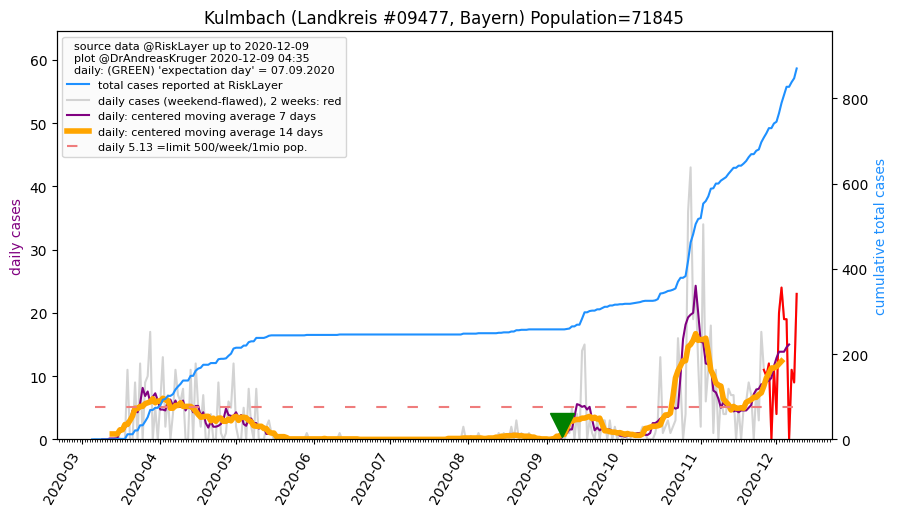 Kulmbach (Landkreis #09477, Bayern) Population=71845
source data @RiskLayer up to 2020-12-09
plot @DrAndreasKruger 2020-12-09 04:35
daily: (GREEN) 'expectation day' = 07.09.2020
total cases reported at RiskLayer
daily cases (weekend-flawed), 2 weeks: red
daily: centered moving average 7 days
daily: centered moving average 14 days
daily 5.13 =limit 500/week/1mio pop.
daily cases
60
50
40
30
20
10
0
cumulative total cases
800
600
400
200
0
2020-03
2020-04
2020-05
2020-06
2020-07
2020-08
2020-09
2020-10
2020-11
2020-12